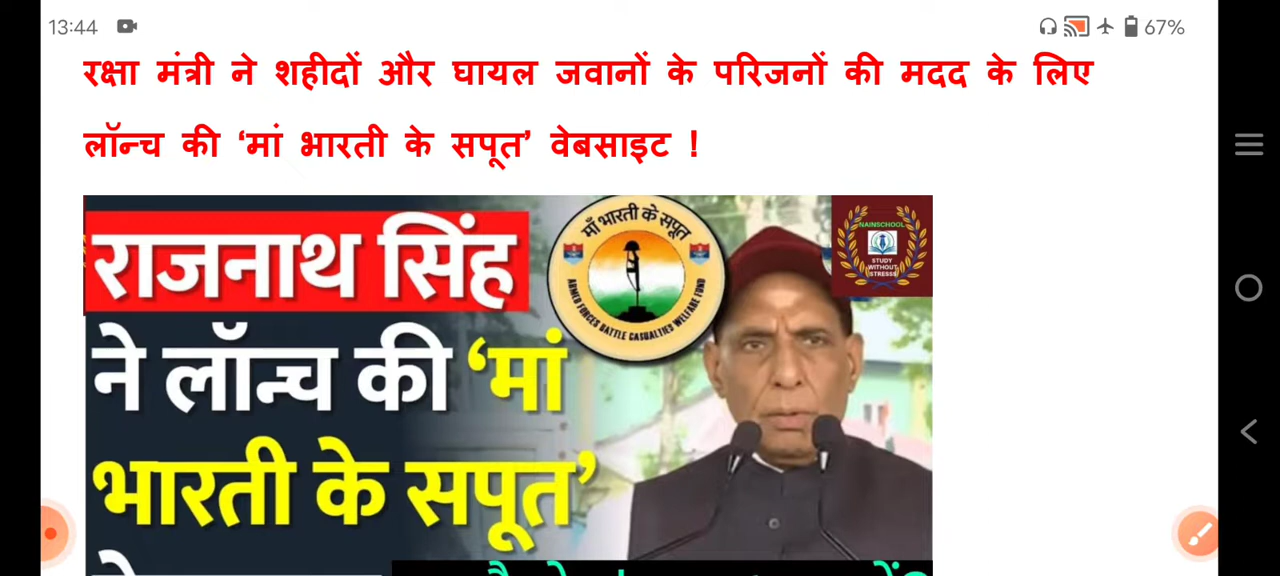 13:44
67%
रक्षा मंत्री ने शहीदों और घायल जवानों के परिजनों की मदद के लिए
लॉन्च की ‘मां भारती के सपूत’ वेबसाइट !
राजनाथ सिंह
ने लॉन्च की ‘मां
भारती के सपूत’
माँ भारती के सपूत
ARMED FORCES BATTLE CASUALTIES WELFARE FUND
NAINSCHOOL
STUDY
WITHOUT
STRESSS